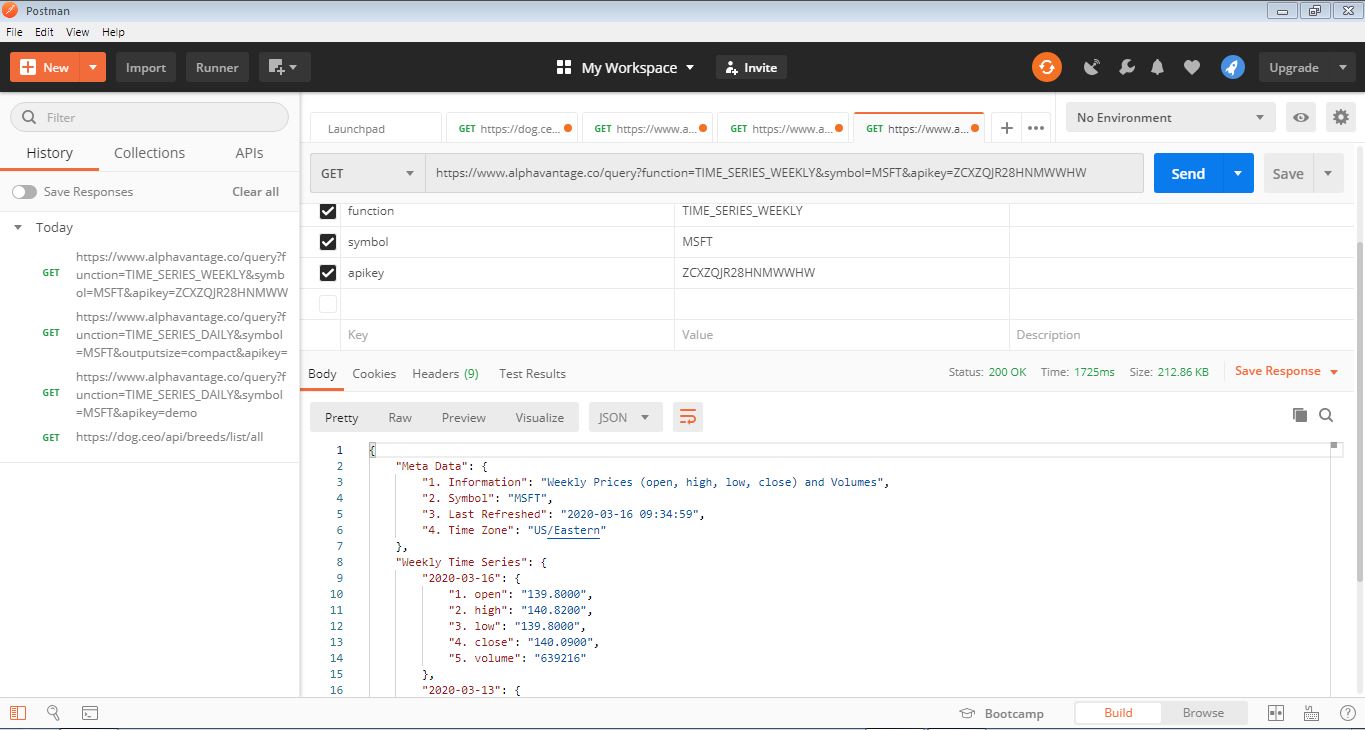 Postman
File Edit View Help
New Import Runner My Workspace Invite Upgrade
Filter
History Collections APIs
Save Responses Clear all
Today
GET https://www.alphavantage.co/query?f
unction=TIME_SERIES_WEEKLY&symb
ol=MSFT&apikey=ZCXZQJR28HNMWW
GET https://www.alphavantage.co/query?f
unction=TIME_SERIES_DAILY&symbol
=MSFT&outputsize=compact&apikey=
GET https://www.alphavantage.co/query?f
unction=TIME_SERIES_DAILY&symbol
=MSFT&apikey=demo
GET https://dog.ceo/api/breeds/list/all
Launchpad GET https://dog.ce... GET https://www.a... GET https://www.a... GET https://www.a... No Environment
GET https://www.alphavantage.co/query?function=TIME_SERIES_WEEKLY&symbol=MSFT&apikey=ZCXZQJR28HNMWWHW Send Save
function TIME_SERIES_WEEKLY
symbol MSFT
apikey ZCXZQJR28HNMWWHW
Key Value Description
Body Cookies Headers (9) Test Results Status: 200 OK Time: 1725ms Size: 212.86 KB Save Response
Pretty Raw Preview Visualize JSON
1 {
2 "Meta Data": {
3 "1. Information": "Weekly Prices (open, high, low, close) and Volumes",
4 "2. Symbol": "MSFT",
5 "3. Last Refreshed": "2020-03-16 09:34:59",
6 "4. Time Zone": "US/Eastern"
7 },
8 "Weekly Time Series": {
9 "2020-03-16": {
10 "1. open": "139.8000",
11 "2. high": "140.8200",
12 "3. low": "139.8000",
13 "4. close": "140.0900",
14 "5. volume": "639216"
15 },
16 "2020-03-13": {
Bootcamp Build Browse